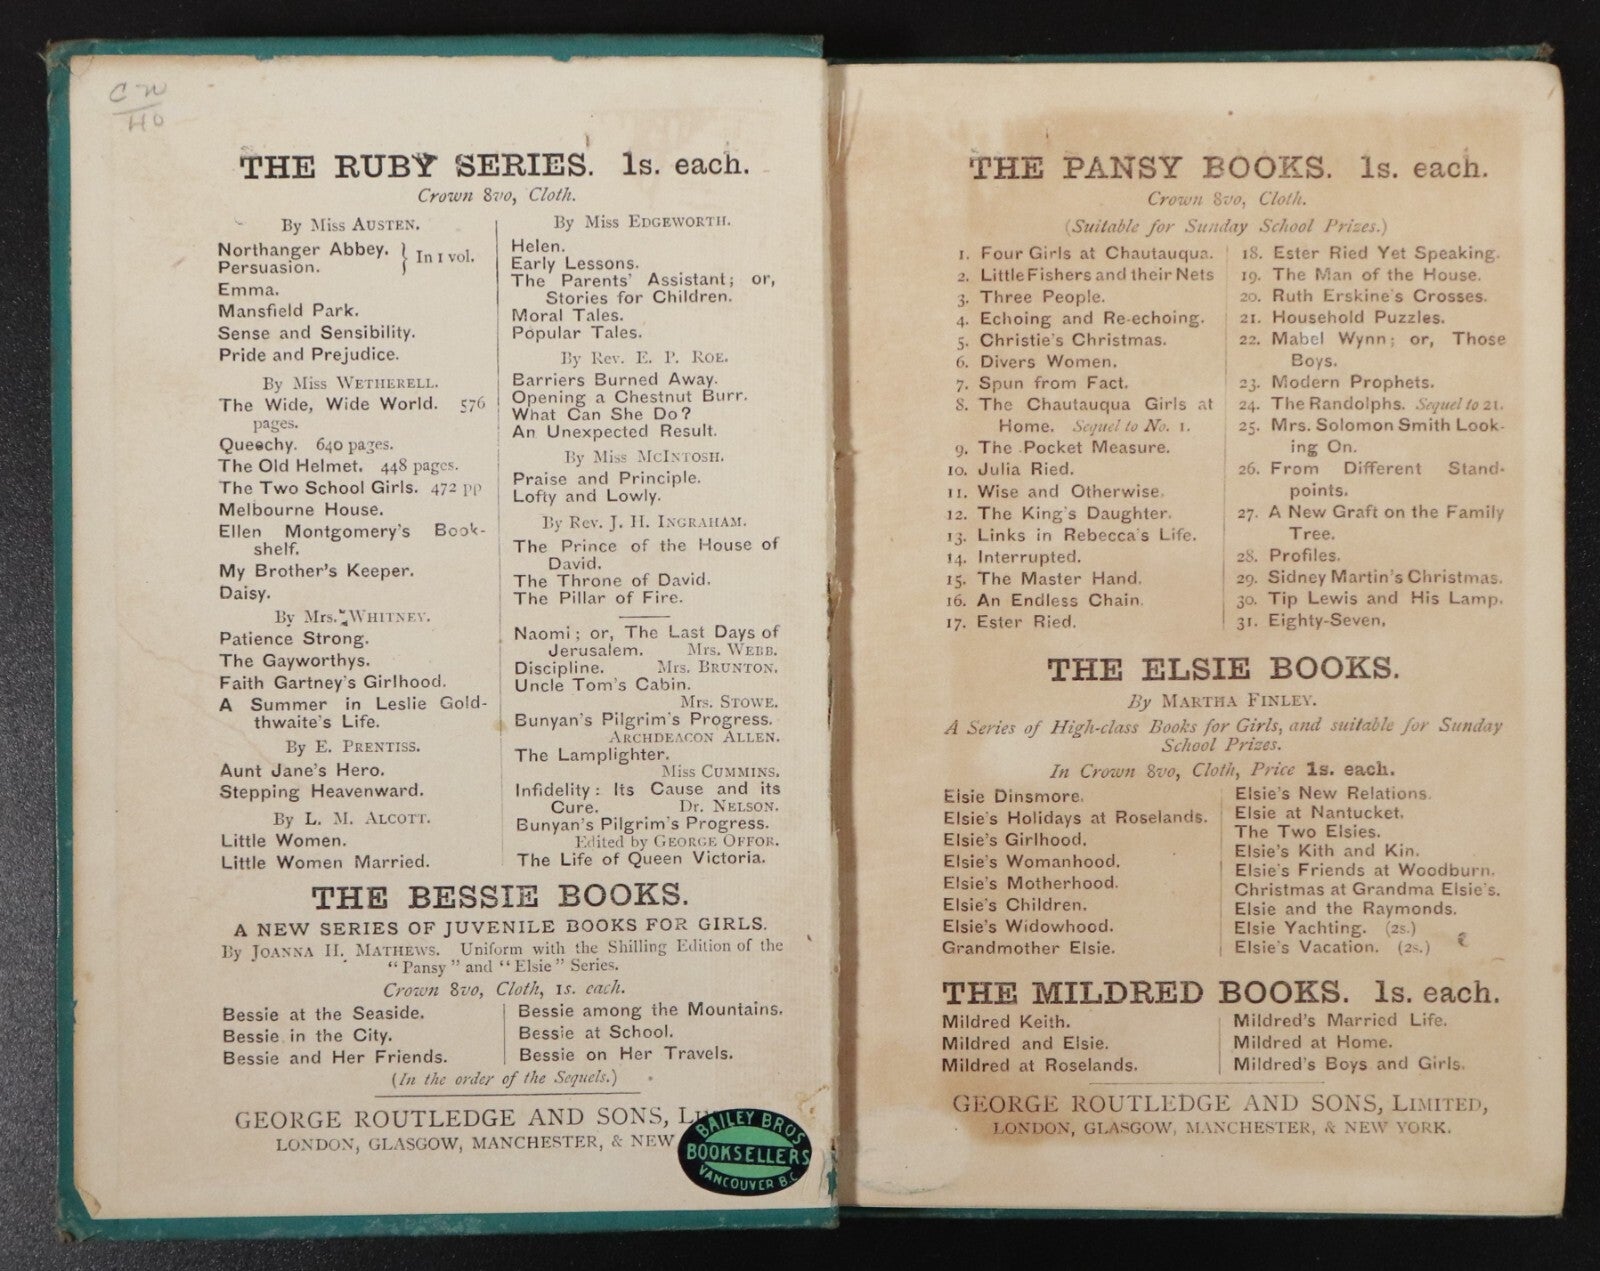 THE RUBY SERIES. 1s. each.
Crown 8vo, Cloth.
By Miss AUSTEN.
Northanger Abbey. } In 1 vol.
Persuasion.
Emma.
Mansfield Park.
Sense and Sensibility.
Pride and Prejudice.
By Miss WETHERELL.
The Wide, Wide World. 576
pages.
Queechy. 640 pages.
The Old Helmet. 448 pages.
The Two School Girls. 472 pp
Melbourne House.
Ellen Montgomery's Book-
shelf.
My Brother's Keeper.
Daisy.
By Mrs. WHITNEY.
Patience Strong.
The Gayworthys.
Faith Gartney's Girlhood.
A Summer in Leslie Gold-
thwaite's Life.
By E. PRENTISS.
Aunt Jane's Hero.
Stepping Heavenward.
By L. M. ALCOTT.
Little Women.
Little Women Married.
By Miss EDGEWORTH.
Helen.
Early Lessons.
The Parents' Assistant; or,
Stories for Children.
Moral Tales.
Popular Tales.
By Rev. E. P. ROE.
Barriers Burned Away.
Opening a Chestnut Burr.
What Can She Do?
An Unexpected Result.
By Miss MCINTOSH.
Praise and Principle.
Lofty and Lowly.
By Rev. J. H. INGRAHAM.
The Prince of the House of
David.
The Throne of David.
The Pillar of Fire.
Naomi; or, The Last Days of
Jerusalem. Mrs. WEBB.
Discipline. Mrs. BRUNTON.
Uncle Tom's Cabin.
Mrs. STOWE.
Bunyan's Pilgrim's Progress.
ARCHDEACON ALLEN.
The Lamplighter.
Miss CUMMINS.
Infidelity: Its Cause and its
Cure. Dr. NELSON.
Bunyan's Pilgrim's Progress.
Edited by GEORGE OFFOR.
The Life of Queen Victoria.
THE BESSIE BOOKS.
A NEW SERIES OF JUVENILE BOOKS FOR GIRLS.
By JOANNA H. MATHEWS. Uniform with the Shilling Edition of the
"Pansy" and "Elsie" Series.
Crown 8vo, Cloth, 1s. each.
Bessie at the Seaside.
Bessie in the City.
Bessie and Her Friends.
Bessie among the Mountains.
Bessie at School.
Bessie on Her Travels.
(In the order of the Sequels.)
GEORGE ROUTLEDGE AND SONS,
LONDON, GLASGOW, MANCHESTER, & NEW
BAILEY BROS
BOOKSELLERS
VANCOUVER B.C.
THE PANSY BOOKS. 1s. each.
Crown 8vo, Cloth.
(Suitable for Sunday School Prizes.)
1. Four Girls at Chautauqua.
2. Little Fishers and their Nets
3. Three People.
4. Echoing and Re-echoing.
5. Christie's Christmas.
6. Divers Women.
7. Spun from Fact.
8. The Chautauqua Girls at
Home. Sequel to No. 1.
9. The Pocket Measure.
10. Julia Ried.
11. Wise and Otherwise.
12. The King's Daughter.
13. Links in Rebecca's Life.
14. Interrupted.
15. The Master Hand.
16. An Endless Chain.
17. Ester Ried.
18. Ester Ried Yet Speaking.
19. The Man of the House.
20. Ruth Erskine's Crosses.
21. Household Puzzles.
22. Mabel Wynn; or, Those
Boys.
23. Modern Prophets.
24. The Randolphs. Sequel to 21.
25. Mrs. Solomon Smith Look-
ing On.
26. From Different Stand-
points.
27. A New Graft on the Family
Tree.
28. Profiles.
29. Sidney Martin's Christmas.
30. Tip Lewis and His Lamp.
31. Eighty-Seven.
THE ELSIE BOOKS.
By MARTHA FINLEY.
A Series of High-class Books for Girls, and suitable for Sunday
School Prizes.
In Crown 8vo, Cloth, Price 1s. each.
Elsie Dinsmore.
Elsie's Holidays at Roselands.
Elsie's Girlhood.
Elsie's Womanhood.
Elsie's Motherhood.
Elsie's Children.
Elsie's Widowhood.
Grandmother Elsie.
Elsie's New Relations.
Elsie at Nantucket.
The Two Elsies.
Elsie's Kith and Kin.
Elsie's Friends at Woodburn.
Christmas at Grandma Elsie's.
Elsie and the Raymonds.
Elsie Yachting. (2s.)
Elsie's Vacation. (2s.)
THE MILDRED BOOKS. 1s. each.
Mildred Keith.
Mildred and Elsie.
Mildred at Roselands.
Mildred's Married Life.
Mildred at Home.
Mildred's Boys and Girls.
GEORGE ROUTLEDGE AND SONS, LIMITED,
LONDON, GLASGOW, MANCHESTER, & NEW YORK.